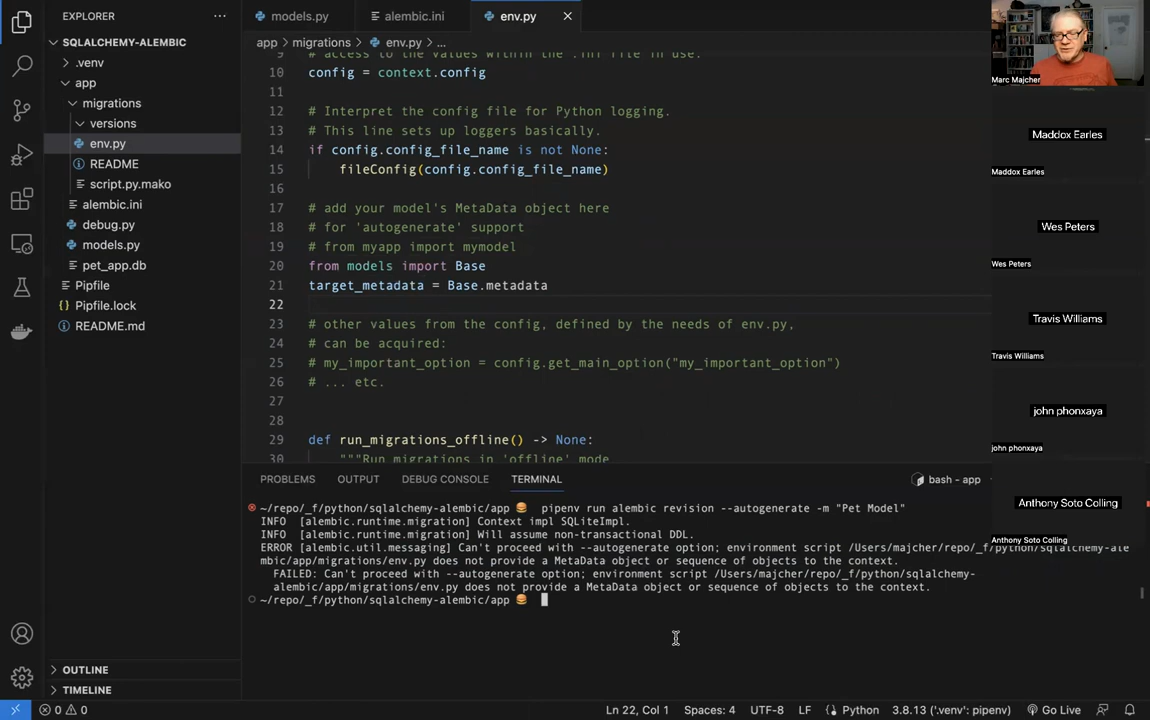 EXPLORER
SQLALCHEMY-ALEMBIC
.venv
app
migrations
versions
env.py
README
script.py.mako
alembic.ini
debug.py
models.py
pet_app.db
Pipfile
Pipfile.lock
README.md
OUTLINE
TIMELINE
models.py
alembic.ini
env.py
app > migrations > env.py > ...
9 # access to the values within the .ini file in use.
10 config = context.config
11
12 # Interpret the config file for Python logging.
13 # This line sets up loggers basically.
14 if config.config_file_name is not None:
15 fileConfig(config.config_file_name)
16
17 # add your model's MetaData object here
18 # for 'autogenerate' support
19 # from myapp import mymodel
20 from models import Base
21 target_metadata = Base.metadata
22
23 # other values from the config, defined by the needs of env.py,
24 # can be acquired:
25 # my_important_option = config.get_main_option("my_important_option")
26 # ... etc.
27
28
29 def run_migrations_offline() -> None:
30 """Run migrations in 'offline' mode
PROBLEMS
OUTPUT
DEBUG CONSOLE
TERMINAL
bash - app
~/repo/_f/python/sqlalchemy-alembic/app 🍔 pipenv run alembic revision --autogenerate -m "Pet Model"
INFO [alembic.runtime.migration] Context impl SQLiteImpl.
INFO [alembic.runtime.migration] Will assume non-transactional DDL.
ERROR [alembic.util.messaging] Can't proceed with --autogenerate option; environment script /Users/majcher/repo/_f/python/sqlalchemy-ale
mbic/app/migrations/env.py does not provide a MetaData object or sequence of objects to the context.
FAILED: Can't proceed with --autogenerate option; environment script /Users/majcher/repo/_f/python/sqlalchemy-
alembic/app/migrations/env.py does not provide a MetaData object or sequence of objects to the context.
~/repo/_f/python/sqlalchemy-alembic/app 🍔
Marc Majcher
Maddox Earles
Maddox Earles
Wes Peters
Wes Peters
Travis Williams
Travis Williams
john phonxaya
john phonxaya
Anthony Soto Colling
Anthony Soto Colling
0 0
Ln 22, Col 1
Spaces: 4
UTF-8
LF
Python
3.8.13 ('.venv': pipenv)
Go Live